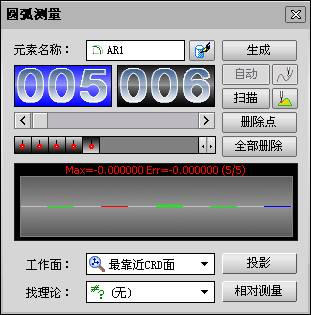 圆弧测量
元素名称： AR1 生成
005 006 自动
扫描
删除点
全部删除
Max=-0.000000 Err=-0.000000 (5/5)
工作面： 最靠近CRD面 投影
找理论： (无) 相对测量